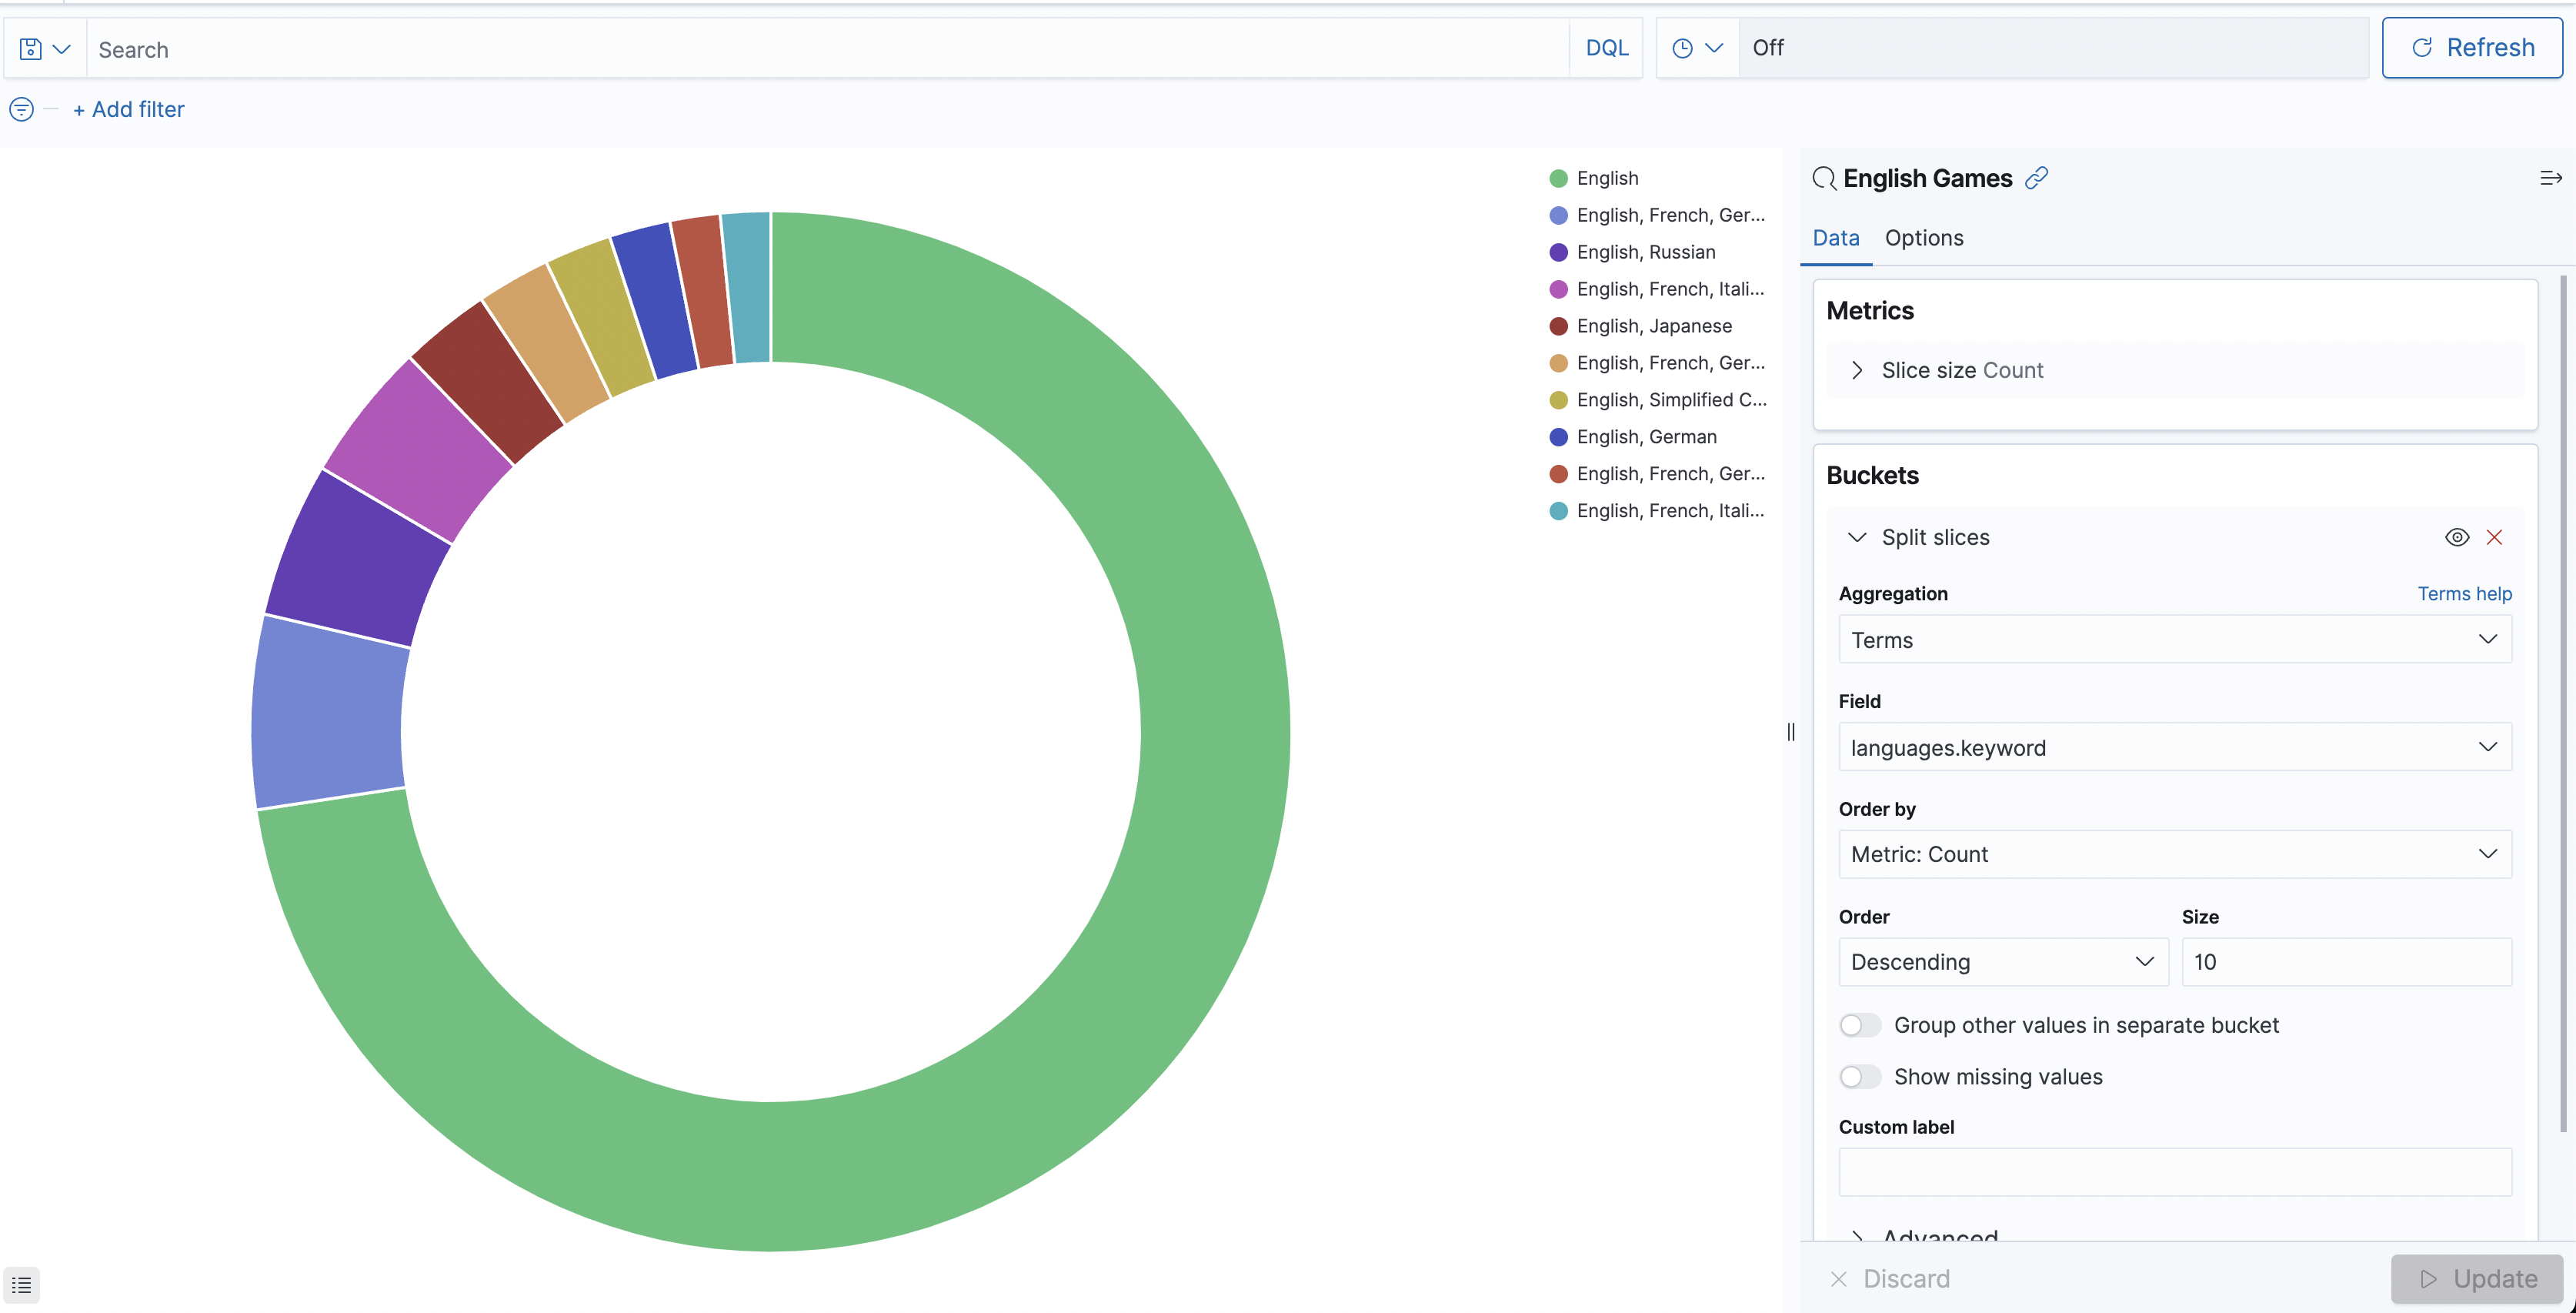 Search
DQL
Off
Refresh
+ Add filter
English
English, French, Ger...
English, Russian
English, French, Itali...
English, Japanese
English, French, Ger...
English, Simplified C...
English, German
English, French, Ger...
English, French, Itali...
English Games
Data Options
Metrics
Slice size Count
Buckets
Split slices
Aggregation Terms help
Terms
Field
languages.keyword
Order by
Metric: Count
Order Size
Descending 10
Group other values in separate bucket
Show missing values
Custom label
Advanced
Discard Update